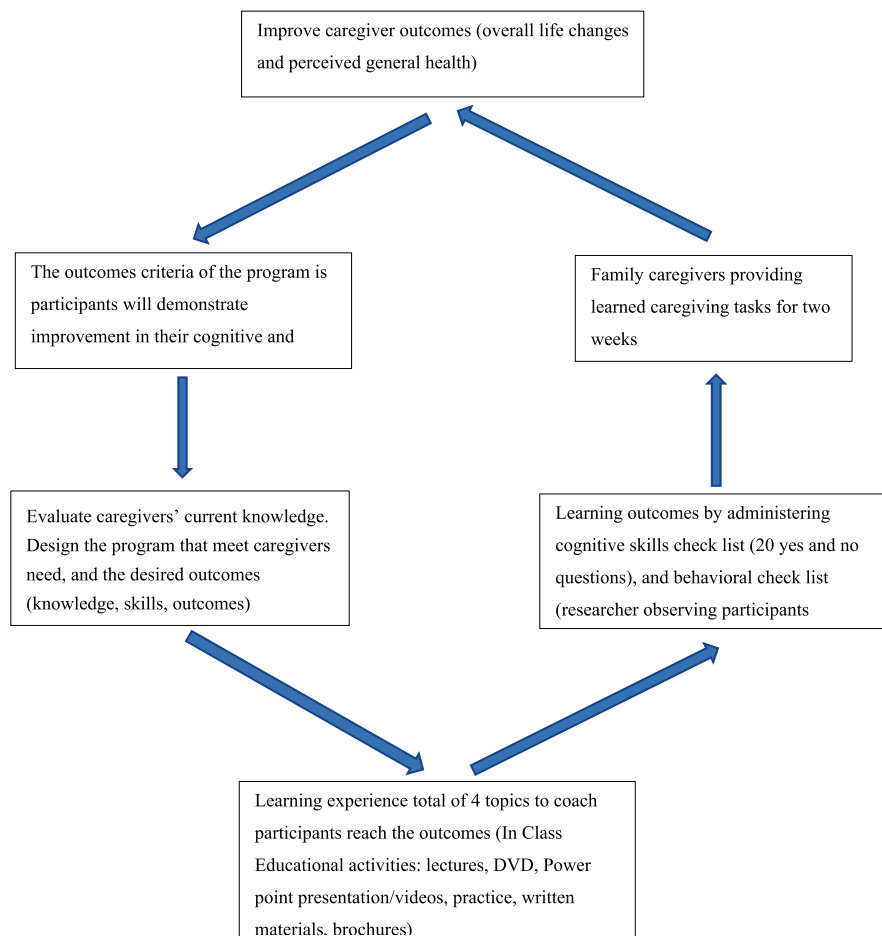 Improve caregiver outcomes (overall life changes
and perceived general health)
The outcomes criteria of the program is
participants will demonstrate
improvement in their cognitive and
Family caregivers providing
learned caregiving tasks for two
weeks
Evaluate caregivers’ current knowledge.
Design the program that meet caregivers
need, and the desired outcomes
(knowledge, skills, outcomes)
Learning outcomes by administering
cognitive skills check list (20 yes and no
questions), and behavioral check list
(researcher observing participants
Learning experience total of 4 topics to coach
participants reach the outcomes (In Class
Educational activities: lectures, DVD, Power
point presentation/videos, practice, written
materials, brochures)